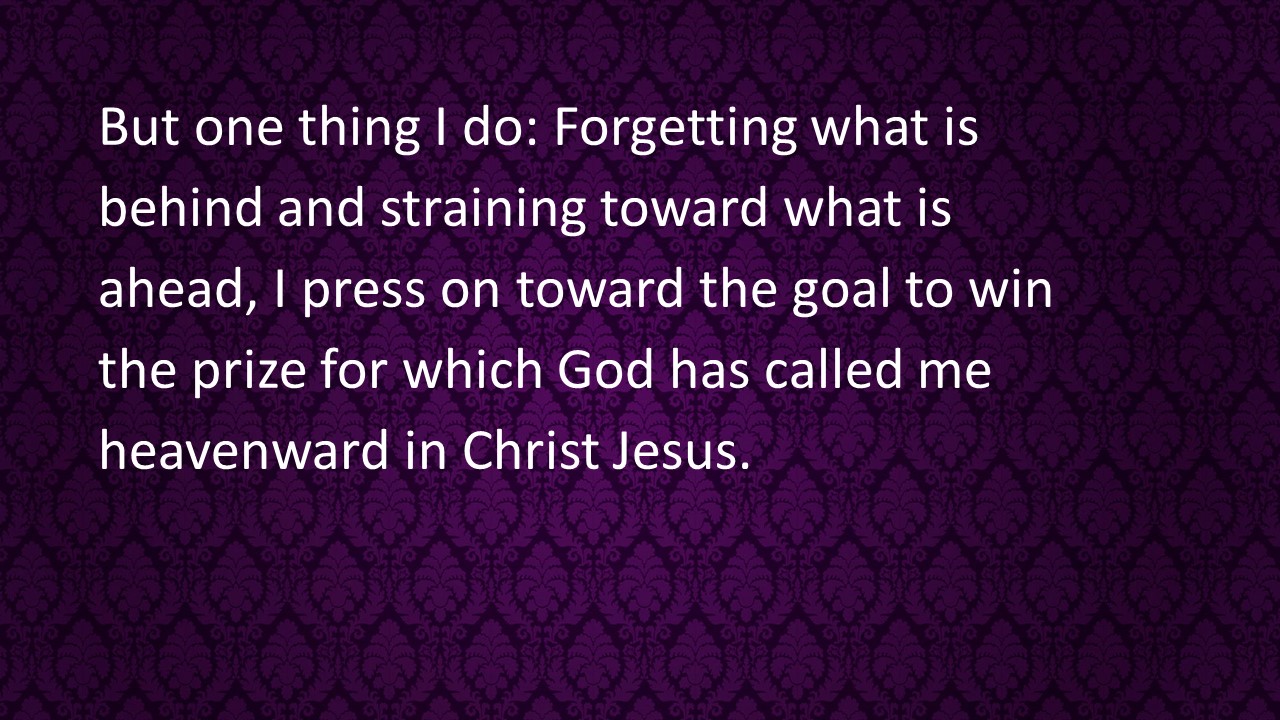 But one thing I do: Forgetting what is
behind and straining toward what is
ahead, I press on toward the goal to win
the prize for which God has called me
heavenward in Christ Jesus.